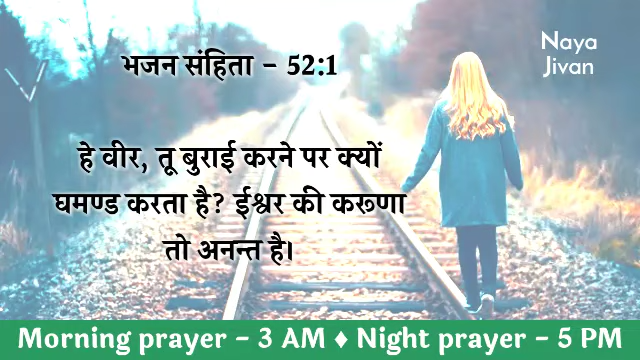 भजन संहिता - 52:1
Naya
Jivan
हे वीर, तू बुराई करने पर क्यों
घमण्ड करता है? ईश्वर की करूणा
तो अनन्त है।
Morning prayer - 3 AM ♦ Night prayer - 5 PM